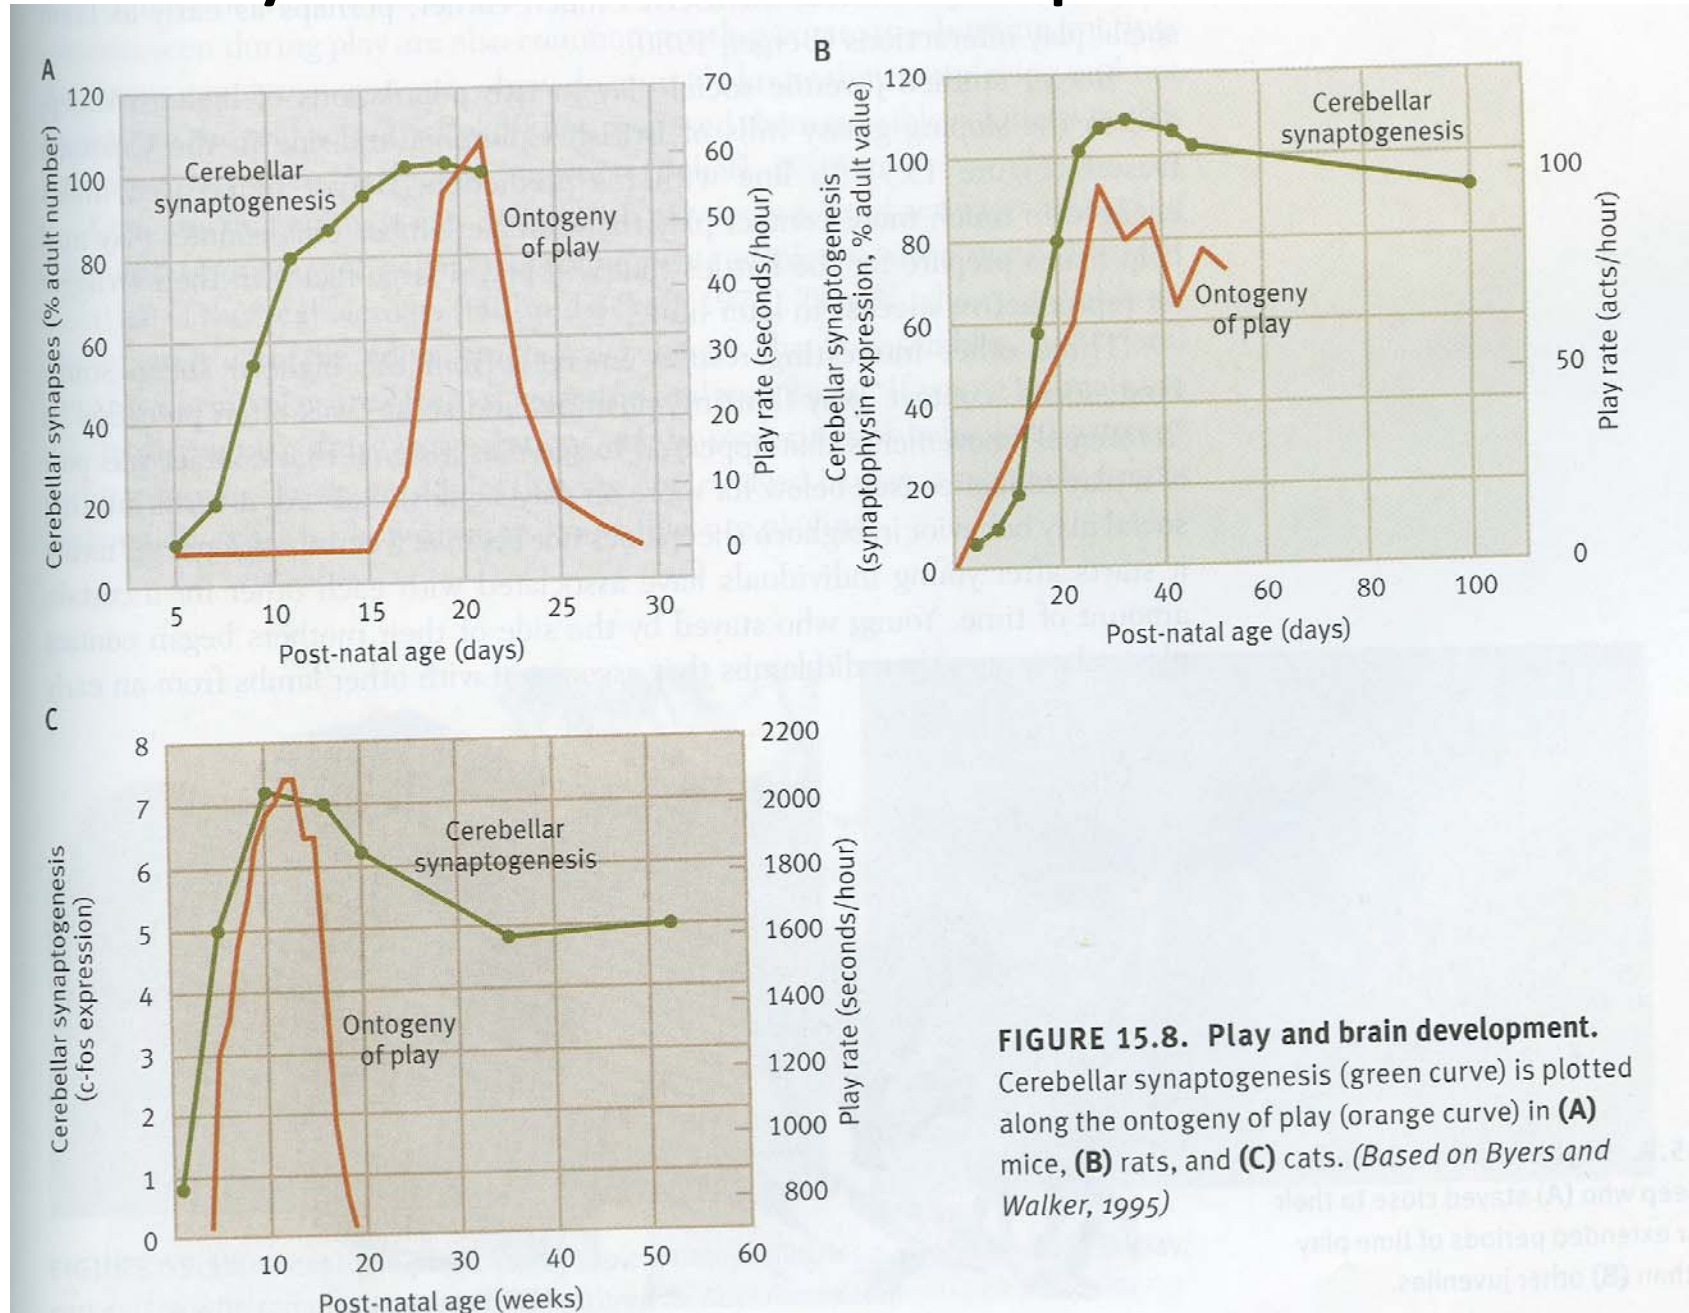 A
120
100
80
60
40
20
0
Cerebellar synapses (% adult number)
Cerebellar
synaptogenesis
Ontogeny
of play
70
60
50
40
30
20
10
0
Play rate (seconds/hour)
5 10 15 20 25 30
Post-natal age (days)
B
120
100
80
60
40
20
0
Cerebellar synaptogenesis
(synaptophysin expression, % adult value)
Cerebellar
synaptogenesis
Ontogeny
of play
100
50
0
Play rate (acts/hour)
20 40 60 80 100
Post-natal age (days)
C
8
7
6
5
4
3
2
1
0
Cerebellar synaptogenesis
(c-fos expression)
Cerebellar
synaptogenesis
Ontogeny
of play
2200
2000
1800
1600
1400
1200
1000
800
Play rate (seconds/hour)
10 20 30 40 50 60
Post-natal age (weeks)
FIGURE 15.8. Play and brain development.
Cerebellar synaptogenesis (green curve) is plotted
along the ontogeny of play (orange curve) in (A)
mice, (B) rats, and (C) cats. (Based on Byers and
Walker, 1995)